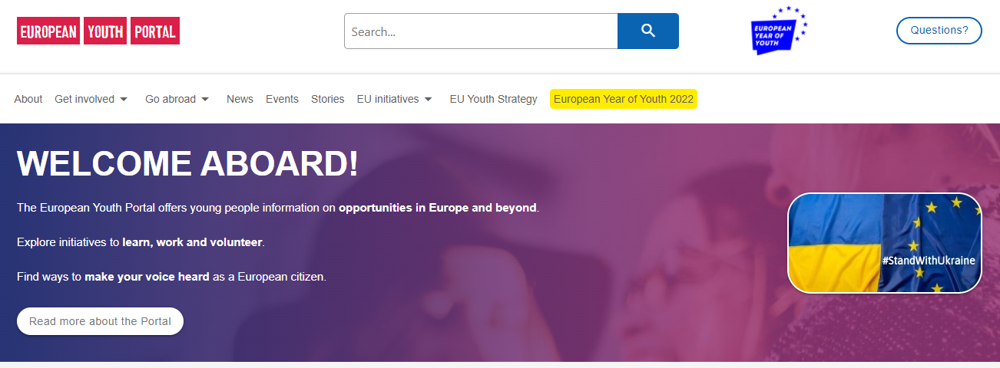 EUROPEAN YOUTH PORTAL
Search...
EUROPEAN
YEAR OF
YOUTH
Questions?
About Get involved Go abroad News Events Stories EU initiatives EU Youth Strategy European Year of Youth 2022
WELCOME ABOARD!
The European Youth Portal offers young people information on opportunities in Europe and beyond.
Explore initiatives to learn, work and volunteer.
#StandWithUkraine
Find ways to make your voice heard as a European citizen.
Read more about the Portal